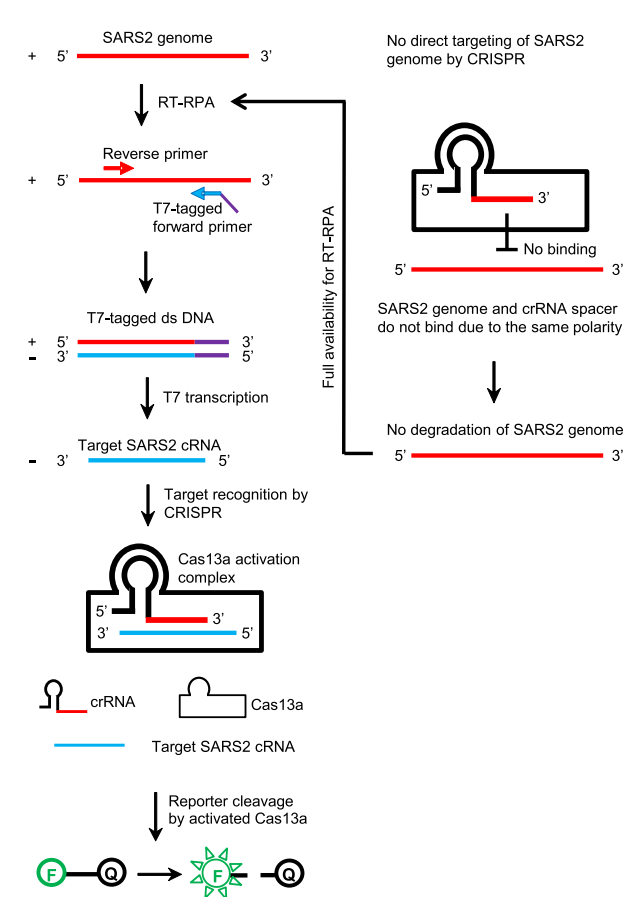 SARS2 genome
+ 5’ 3’
RT-RPA
Reverse primer
+ 5’ 3’
T7-tagged
forward primer
T7-tagged ds DNA
+ 5’ 3’
- 3’ 5’
T7 transcription
Target SARS2 cRNA
- 3’ 5’
Target recognition by
CRISPR
Cas13a activation
complex
5’ 3’
3’ 5’
crRNA
Cas13a
Target SARS2 cRNA
Reporter cleavage
by activated Cas13a
F Q F Q
Full availability for RT-RPA
No direct targeting of SARS2
genome by CRISPR
5’ 3’
No binding
5’ 3’
SARS2 genome and crRNA spacer
do not bind due to the same polarity
No degradation of SARS2 genome
5’ 3’